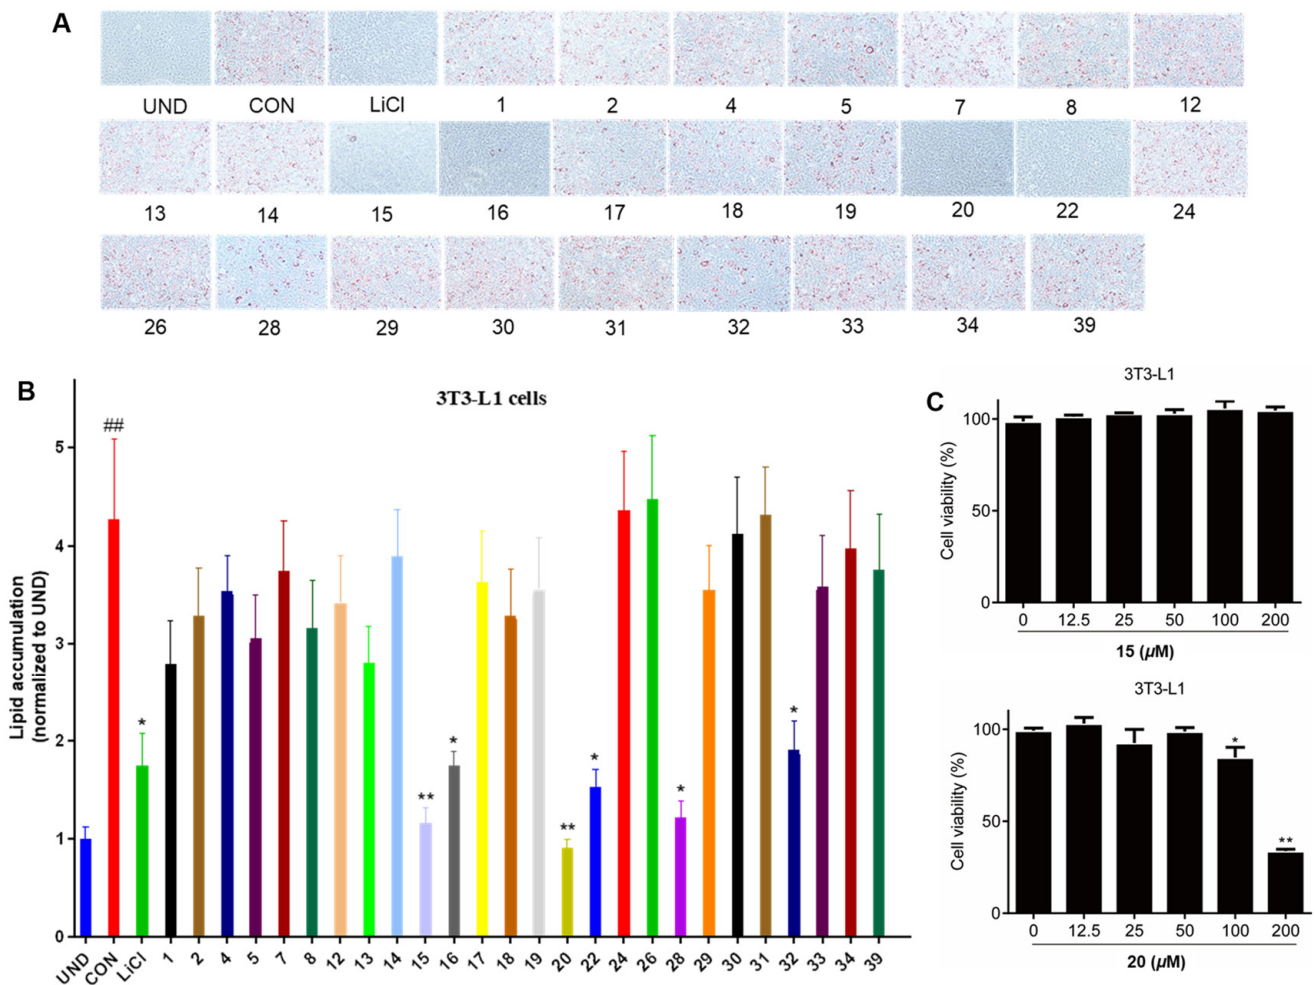 A
UND CON LiCl 1 2 4 5 7 8 12
13 14 15 16 17 18 19 20 22 24
26 28 29 30 31 32 33 34 39
B
3T3-L1 cells
Lipid accumulation
(normalized to UND)
5
4
3
2
1
0
##
*
**
*
**
*
*
*
UND CON LiCl 1 2 4 5 7 8 12 13 14 15 16 17 18 19 20 22 24 26 28 29 30 31 32 33 34 39
C
3T3-L1
Cell viability (%)
100
50
0
0 12.5 25 50 100 200
15 (µM)
3T3-L1
Cell viability (%)
100
50
0
*
**
0 12.5 25 50 100 200
20 (µM)